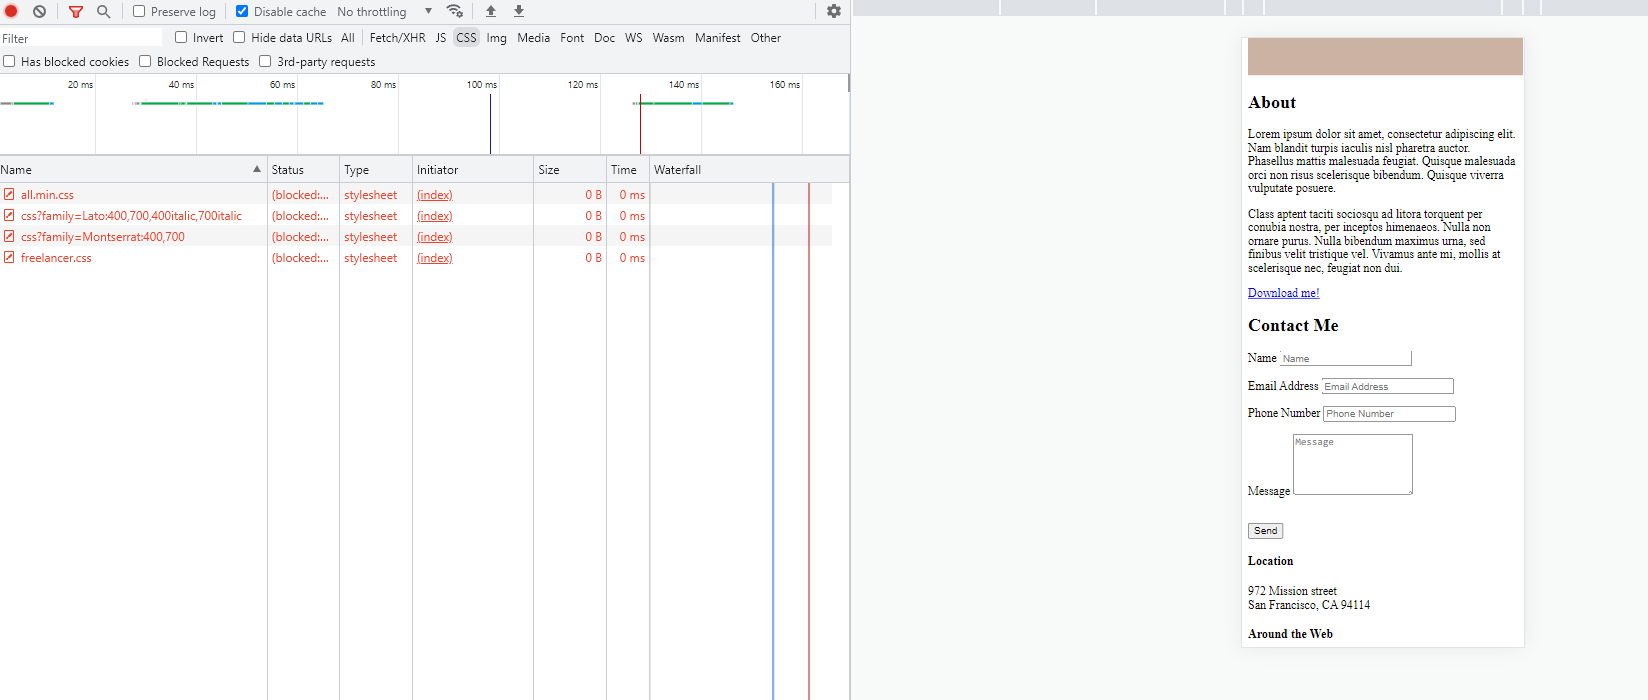 Preserve log Disable cache No throttling
Filter Invert Hide data URLs All Fetch/XHR JS CSS Img Media Font Doc WS Wasm Manifest Other
Has blocked cookies Blocked Requests 3rd-party requests
20 ms 40 ms 60 ms 80 ms 100 ms 120 ms 140 ms 160 ms
Name Status Type Initiator Size Time Waterfall
all.min.css (blocked:... stylesheet (index) 0 B 0 ms
css?family=Lato:400,700,400italic,700italic (blocked:... stylesheet (index) 0 B 0 ms
css?family=Montserrat:400,700 (blocked:... stylesheet (index) 0 B 0 ms
freelancer.css (blocked:... stylesheet (index) 0 B 0 ms
About
Lorem ipsum dolor sit amet, consectetur adipiscing elit.
Nam blandit turpis iaculis nisl pharetra auctor.
Phasellus mattis malesuada feugiat. Quisque malesuada
orci non risus scelerisque bibendum. Quisque viverra
vulputate posuere.
Class aptent taciti sociosqu ad litora torquent per
conubia nostra, per inceptos himenaeos. Nulla non
ornare purus. Nulla bibendum maximus urna, sed
finibus velit tristique vel. Vivamus ante mi, mollis at
scelerisque nec, feugiat non dui.
Download me!
Contact Me
Name Name
Email Address Email Address
Phone Number Phone Number
Message
Message
Send
Location
972 Mission street
San Francisco, CA 94114
Around the Web